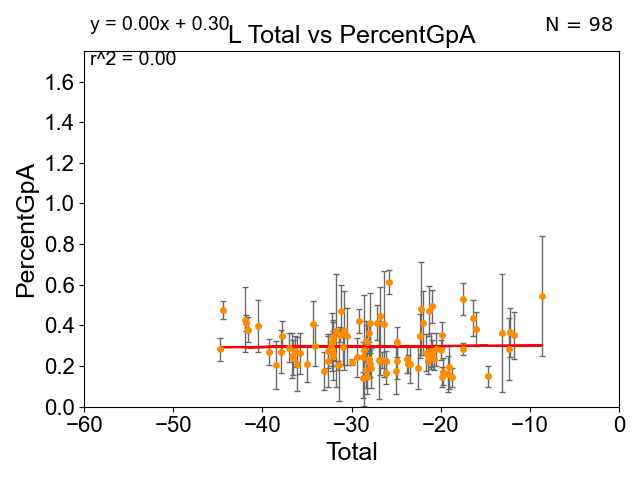 y = 0.00x + 0.30
N = 98
L Total vs PercentGpA
r^2 = 0.00
PercentGpA
1.6
1.4
1.2
1.0
0.8
0.6
0.4
0.2
0.0
−60 −50 −40 −30 −20 −10 0
Total